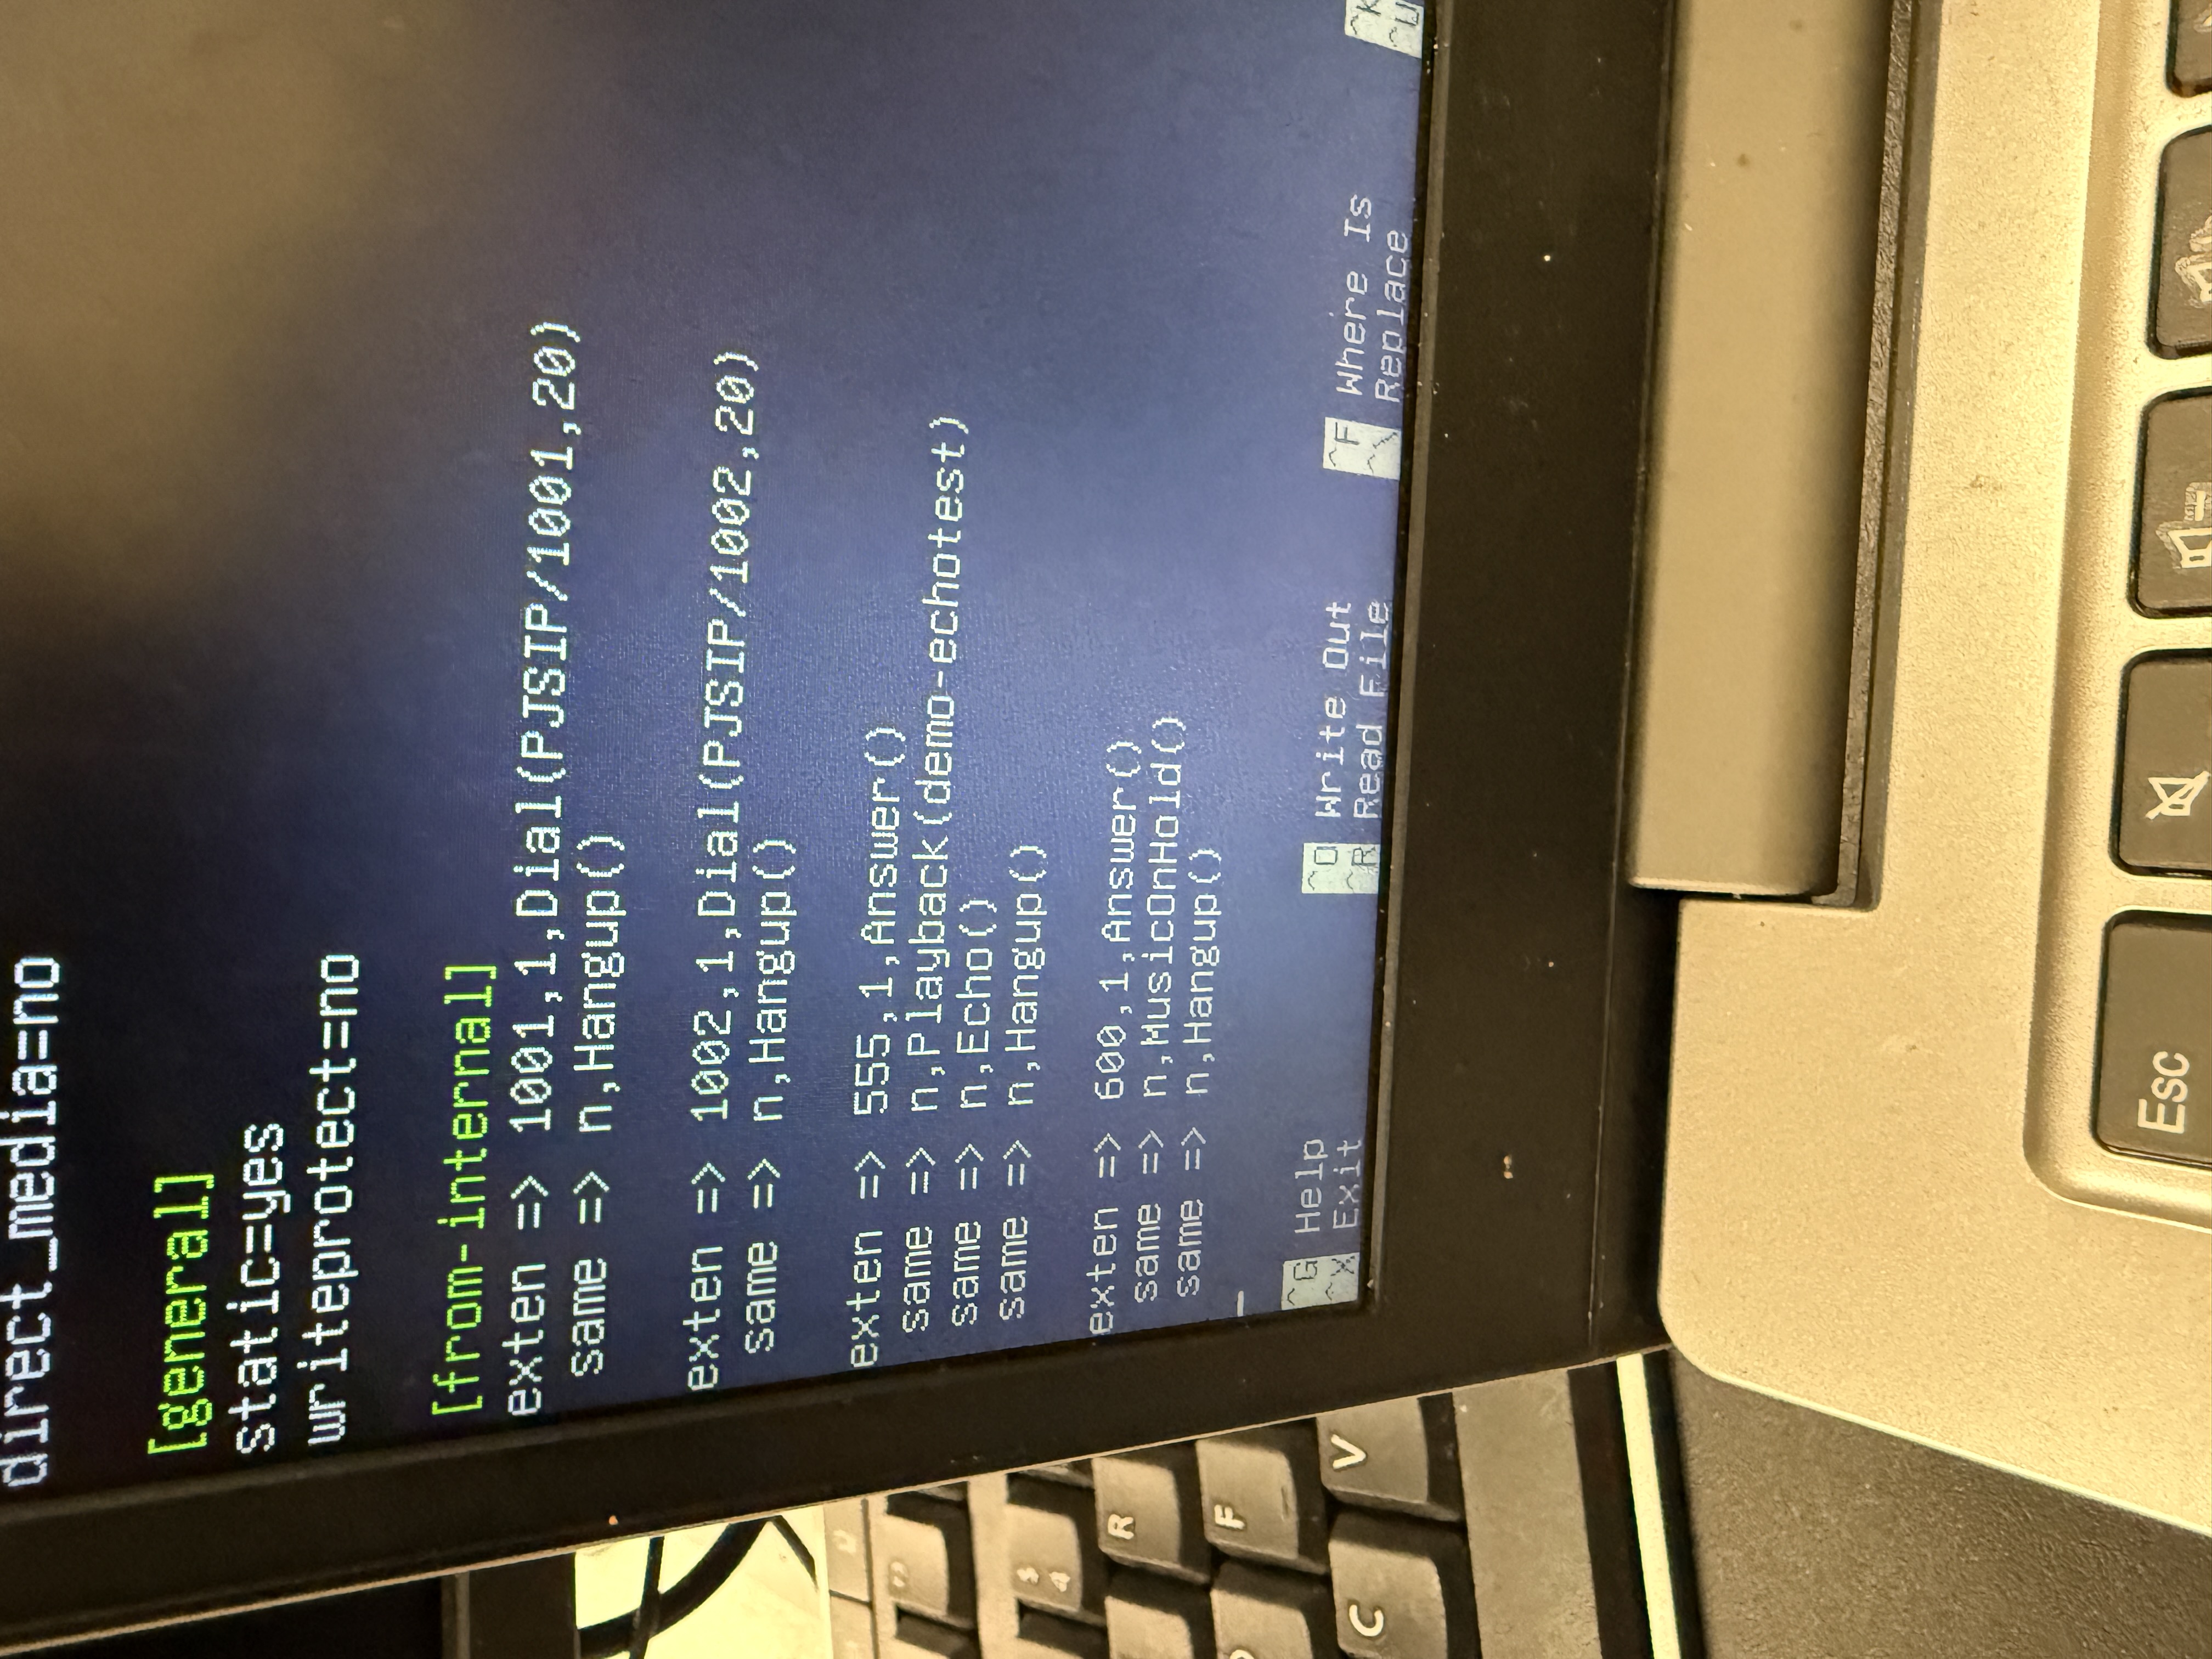 direct_media=no
[general]
static=yes
writeprotect=no
[from-internal]
exten => 1001,1,Dial(PJSIP/1001,20)
same => n,Hangup()
exten => 1002,1,Dial(PJSIP/1002,20)
same => n,Hangup()
exten => 555,1,Answer()
same => n,Playback(demo-echotest)
same => n,Echo()
same => n,Hangup()
exten => 600,1,Answer()
same => n,MusicOnHold()
same => n,Hangup()
^G Help ^O Write Out ^F Where Is ^K
^X Exit ^R Read File ^\ Replace ^U
$
4
R
F
C
V
Esc